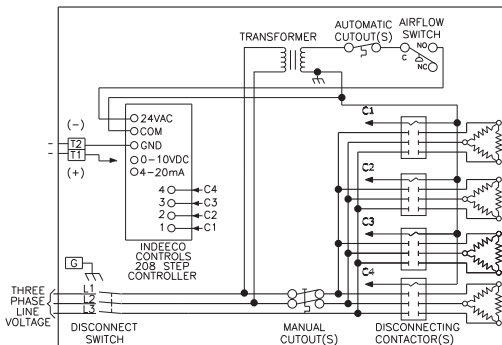 TRANSFORMER
AUTOMATIC
CUTOUT(S)
AIRFLOW
SWITCH
NO
C
NC
24VAC
COM
GND
0-10VDC
4-20mA
4
3
2
1
C4
C3
C2
C1
(-)
T2
T1
(+)
INDEECO
CONTROLS
208 STEP
CONTROLLER
C1
C2
C3
C4
G
THREE
PHASE
LINE
VOLTAGE
L1
L2
L3
DISCONNECT
SWITCH
MANUAL
CUTOUT(S)
DISCONNECTING
CONTACTOR(S)